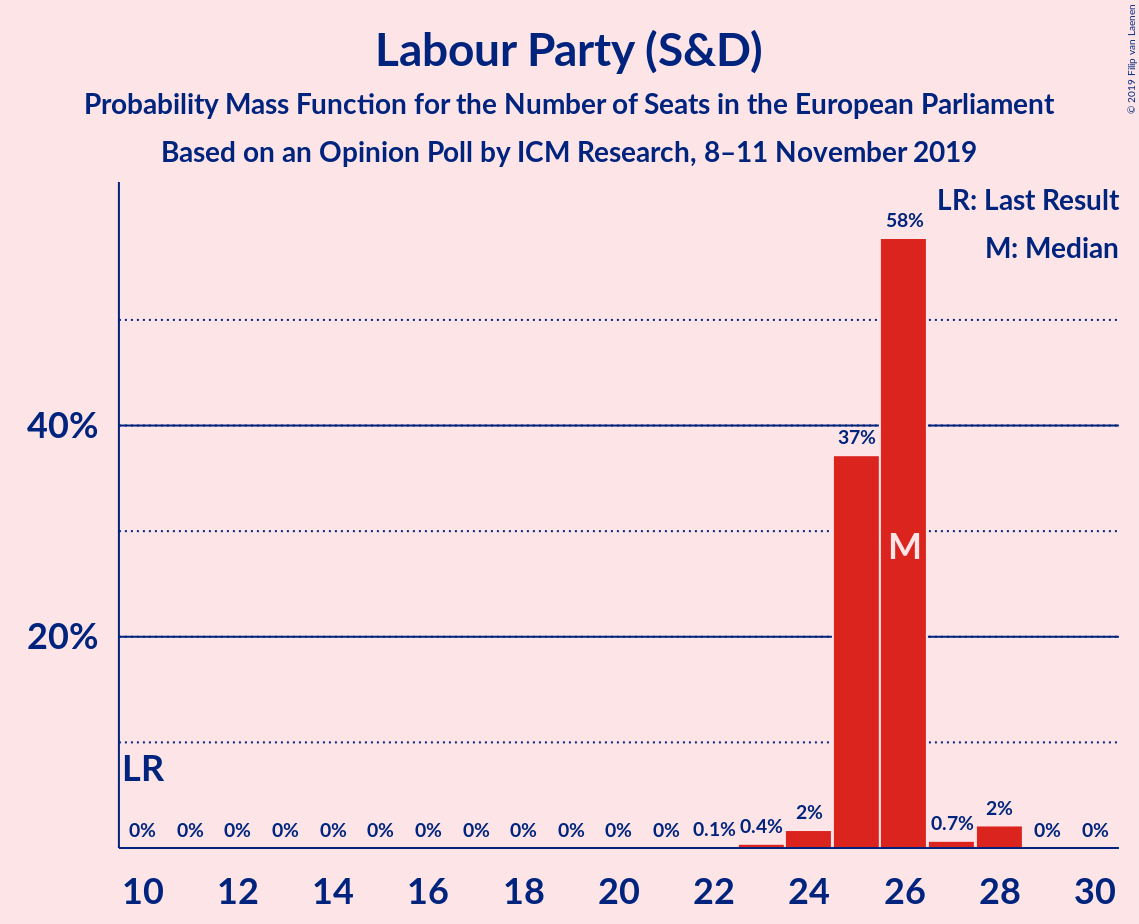 Labour Party (S&D)
Probability Mass Function for the Number of Seats in the European Parliament
Based on an Opinion Poll by ICM Research, 8–11 November 2019
© 2019 Filip van Laenen
LR: Last Result
M: Median
58%
40%
37%
M
20%
LR
0% 0% 0% 0% 0% 0% 0% 0% 0% 0% 0% 0% 0.1% 0.4% 2% 0.7% 2% 0% 0%
10 12 14 16 18 20 22 24 26 28 30